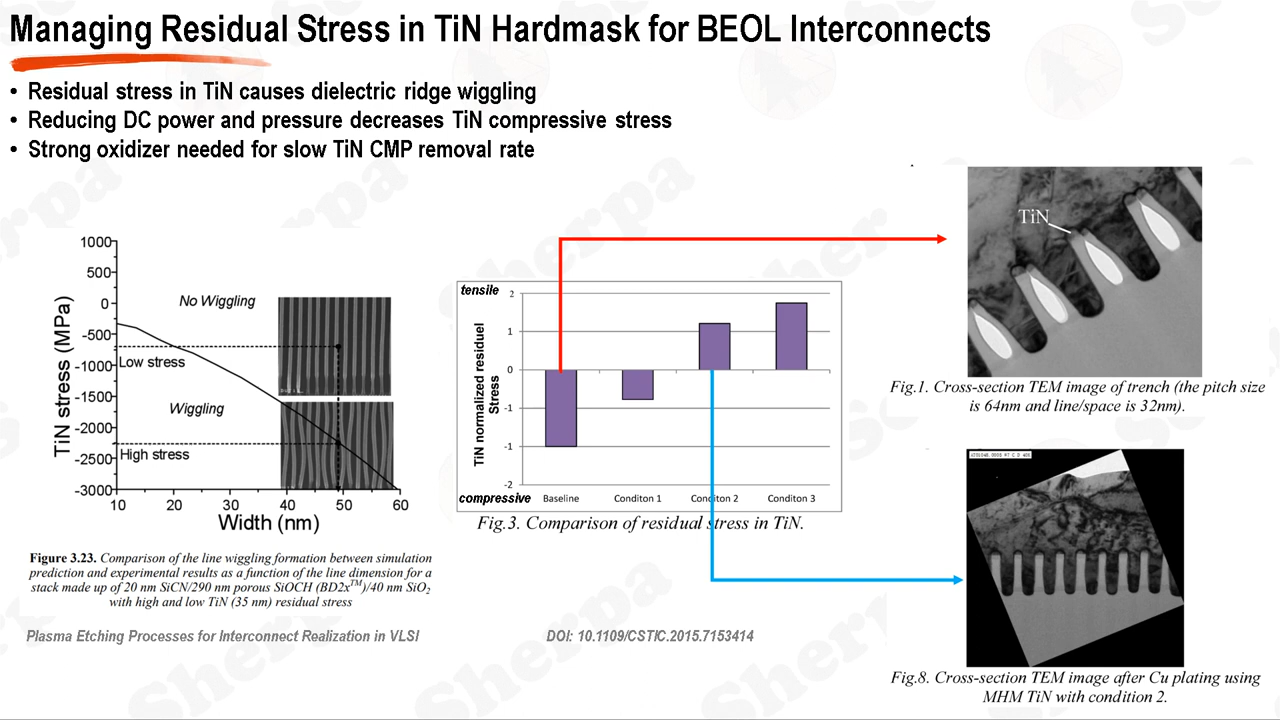 Managing Residual Stress in TiN Hardmask for BEOL Interconnects
• Residual stress in TiN causes dielectric ridge wiggling
• Reducing DC power and pressure decreases TiN compressive stress
• Strong oxidizer needed for slow TiN CMP removal rate
TiN stress (MPa)
1000
500
0
-500
-1000
-1500
-2000
-2500
-3000
No Wiggling
Low stress
Wiggling
High stress
10 20 30 40 50 60
Width (nm)
Figure 3.23. Comparison of the line wiggling formation between simulation
prediction and experimental results as a function of the line dimension for a
stack made up of 20 nm SiCN/290 nm porous SiOCH (BD2xTM)/40 nm SiO2
with high and low TiN (35 nm) residual stress
Plasma Etching Processes for Interconnect Realization in VLSI
tensile
2
1
0
-1
-1
-2
TiN normalized residuel
Stress
compressive
Baseline Conditon 1 Conditon 2 Conditon 3
Fig.3. Comparison of residual stress in TiN.
DOI: 10.1109/CSTIC.2015.7153414
TiN
Fig.1. Cross-section TEM image of trench (the pitch size
is 64nm and line/space is 32nm).
Fig.8. Cross-section TEM image after Cu plating using
MHM TiN with condition 2.
Sherpa